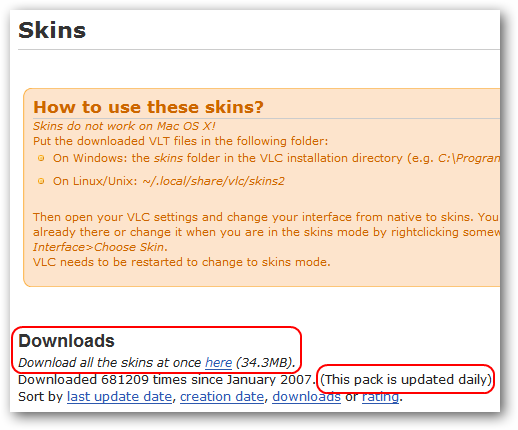 Skins
How to use these skins?
Skins do not work on Mac OS X!
Put the downloaded VLT files in the following folder:
On Windows: the skins folder in the VLC installation directory (e.g. C:\Program
On Linux/Unix: ~/.local/share/vlc/skins2
Then open your VLC settings and change your interface from native to skins. You
already there or change it when you are in the skins mode by rightclicking somew
Interface>Choose Skin.
VLC needs to be restarted to change to skins mode.
Downloads
Download all the skins at once here (34.3MB).
Downloaded 681209 times since January 2007. (This pack is updated daily)
Sort by last update date, creation date, downloads or rating.